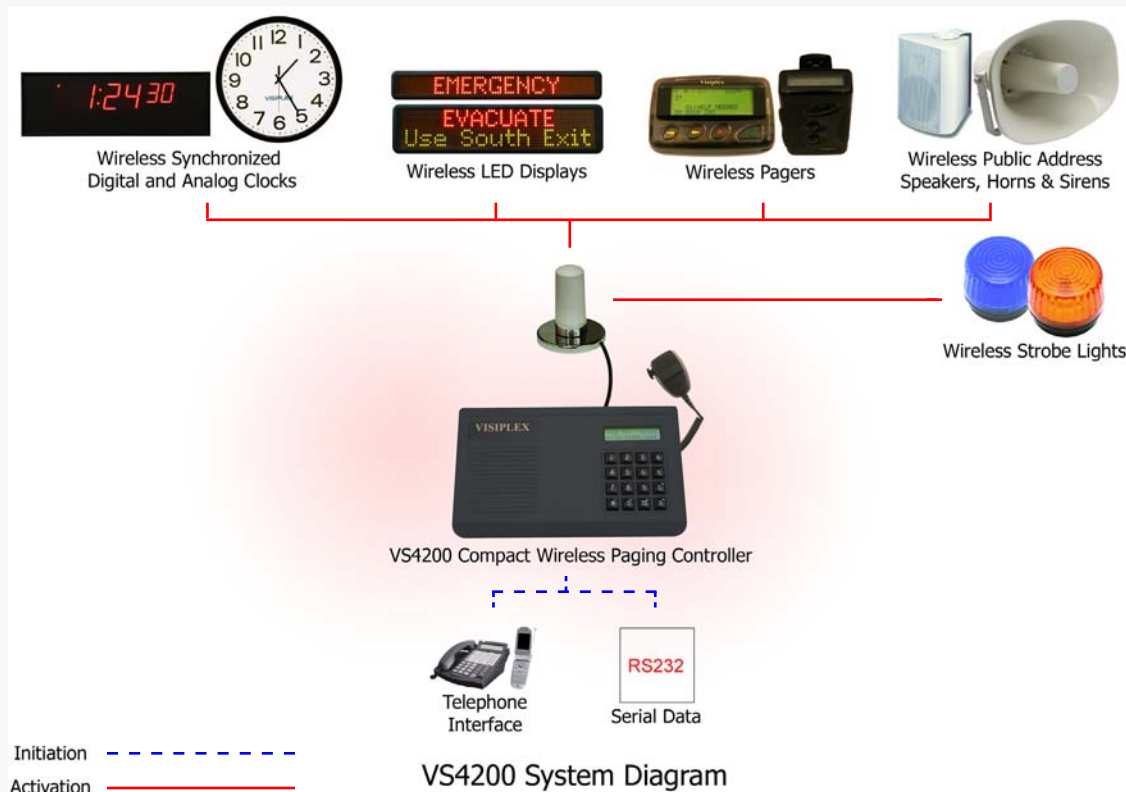 1:24 30
12
11 1
10 2
9 3
8 4
7 5
6
VISIPLEX
EMERGENCY
EVACUATE
Use South Exit
Visiplex
Wireless Synchronized
Digital and Analog Clocks
Wireless LED Displays
Wireless Pagers
Wireless Public Address
Speakers, Horns & Sirens
Wireless Strobe Lights
VISIPLEX
VS4200 Compact Wireless Paging Controller
Telephone
Interface
RS232
Serial Data
Initiation
Activation
VS4200 System Diagram